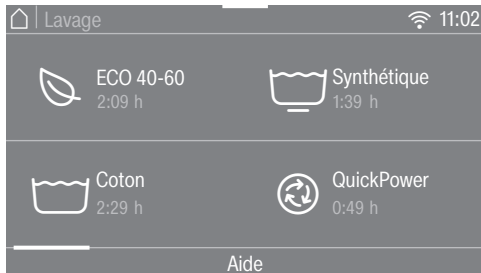 Lavage 11:02
ECO 40-60
2:09 h
Synthétique
1:39 h
Coton
2:29 h
QuickPower
0:49 h
Aide